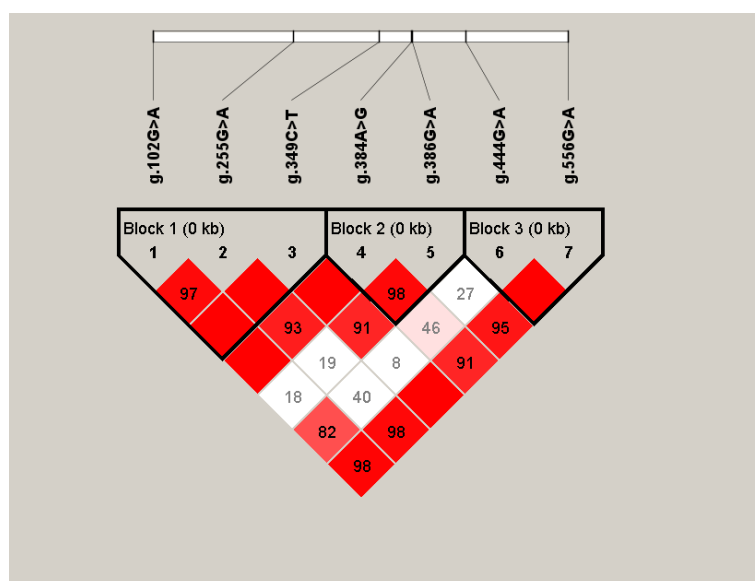 g.102G>A
g.255G>A
g.349C>T
g.384A>G
g.386G>A
g.444G>A
g.556G>A
Block 1 (0 kb) Block 2 (0 kb) Block 3 (0 kb)
1 2 3 4 5 6 7
97 98 27
93 91 46 95
19 8 91
18 40
82 98
98